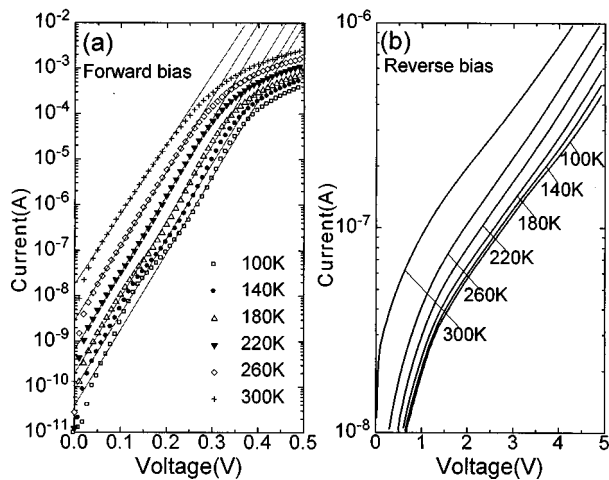 (a)
Forward bias
10⁻²
10⁻³
10⁻⁴
10⁻⁵
10⁻⁶
10⁻⁷
10⁻⁸
10⁻⁹
10⁻¹⁰
10⁻¹¹
Current(A)
100K
140K
180K
220K
260K
300K
0.0 0.1 0.2 0.3 0.4 0.5
Voltage(V)
(b)
Reverse bias
10⁻⁶
10⁻⁷
10⁻⁸
Current(A)
100K
140K
180K
220K
260K
300K
0 1 2 3 4 5
Voltage(V)